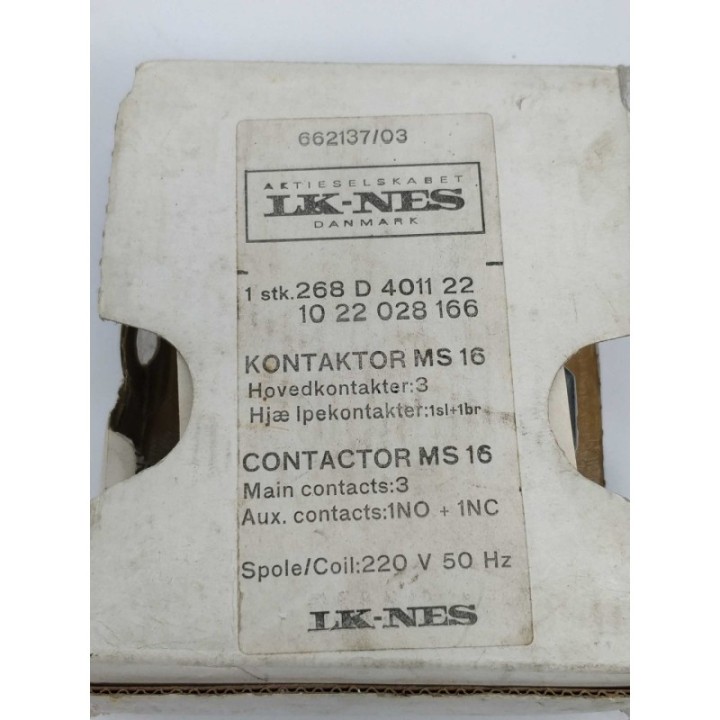 662137/03
AKTIESELSKABET
LK-NES
DANMARK
1 stk. 268 D 4011 22
10 22 028 166
KONTAKTOR MS 16
Hovedkontakter:3
Hjæ lpekontakter:1sl+1br
CONTACTOR MS 16
Main contacts:3
Aux. contacts:1NO + 1NC
Spole/Coil:220 V 50 Hz
LK-NES